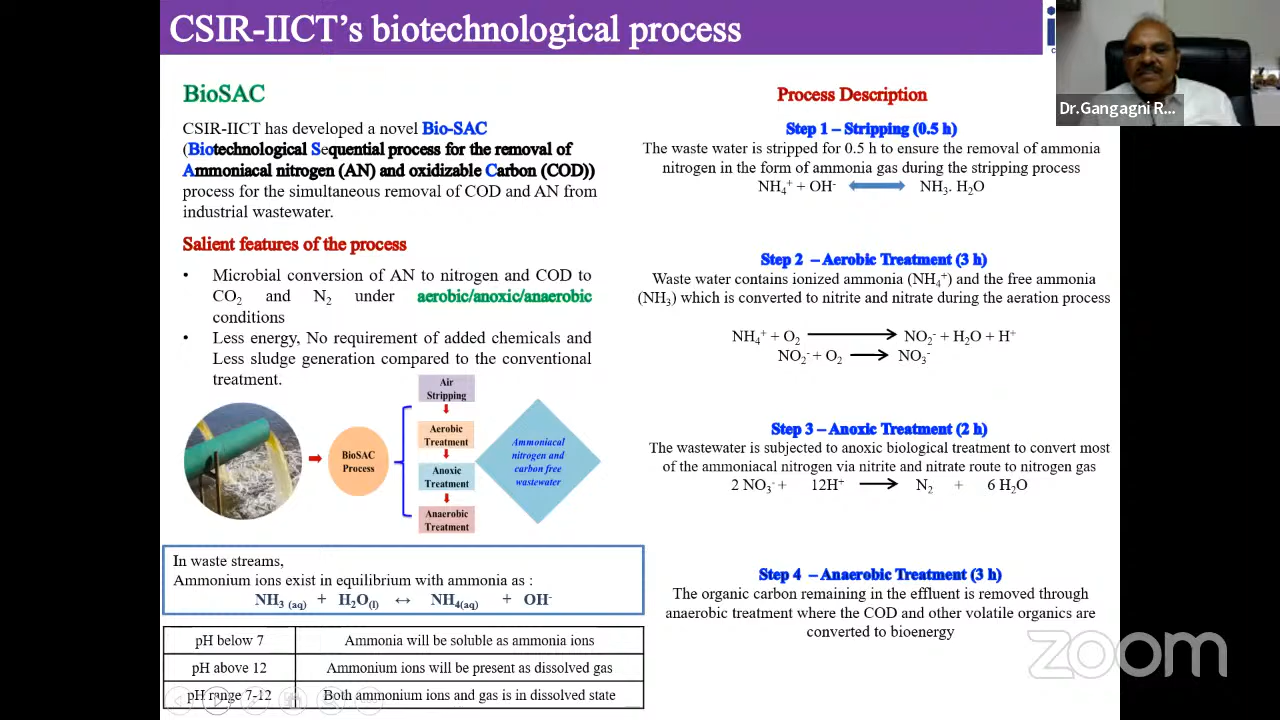 CSIR-IICT's biotechnological process
Dr.Gangagni R...
BioSAC
CSIR-IICT has developed a novel Bio-SAC
(Biotechnological Sequential process for the removal of
Ammoniacal nitrogen (AN) and oxidizable Carbon (COD))
process for the simultaneous removal of COD and AN from
industrial wastewater.
Salient features of the process
• Microbial conversion of AN to nitrogen and COD to
CO2 and N2 under aerobic/anoxic/anaerobic
conditions
• Less energy, No requirement of added chemicals and
Less sludge generation compared to the conventional
treatment.
BioSAC
Process
Air
Stripping
Aerobic
Treatment
Anoxic
Treatment
Anaerobic
Treatment
Ammoniacal
nitrogen and
carbon free
wastewater
In waste streams,
Ammonium ions exist in equilibrium with ammonia as :
NH3 (aq) + H2O(l) ↔ NH4(aq) + OH-
pH below 7 Ammonia will be soluble as ammonia ions
pH above 12 Ammonium ions will be present as dissolved gas
pH range 7-12 Both ammonium ions and gas is in dissolved state
Process Description
Step 1 – Stripping (0.5 h)
The waste water is stripped for 0.5 h to ensure the removal of ammonia
nitrogen in the form of ammonia gas during the stripping process
NH4+ + OH- ↔ NH3. H2O
Step 2 – Aerobic Treatment (3 h)
Waste water contains ionized ammonia (NH4+) and the free ammonia
(NH3) which is converted to nitrite and nitrate during the aeration process
NH4+ + O2 → NO2- + H2O + H+
NO2- + O2 → NO3-
Step 3 – Anoxic Treatment (2 h)
The wastewater is subjected to anoxic biological treatment to convert most
of the ammoniacal nitrogen via nitrite and nitrate route to nitrogen gas
2 NO3- + 12H+ → N2 + 6 H2O
Step 4 – Anaerobic Treatment (3 h)
The organic carbon remaining in the effluent is removed through
anaerobic treatment where the COD and other volatile organics are
converted to bioenergy
zoom